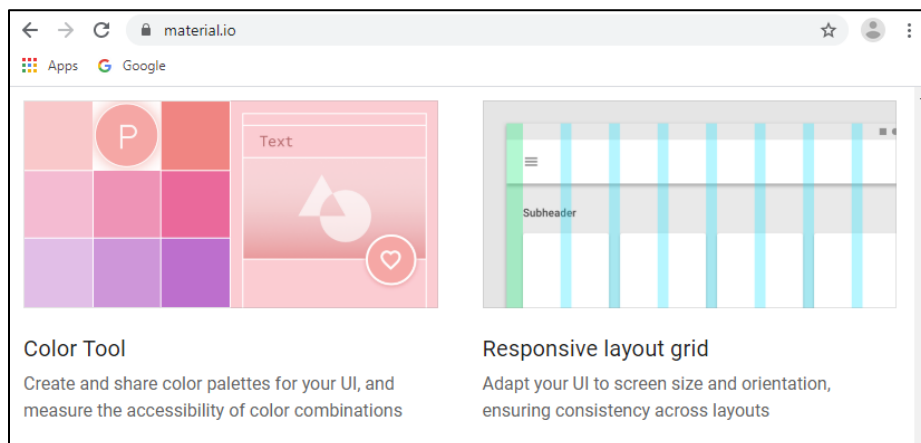 material.io
Apps Google
P
Text
Subheader
Color Tool
Create and share color palettes for your UI, and
measure the accessibility of color combinations
Responsive layout grid
Adapt your UI to screen size and orientation,
ensuring consistency across layouts